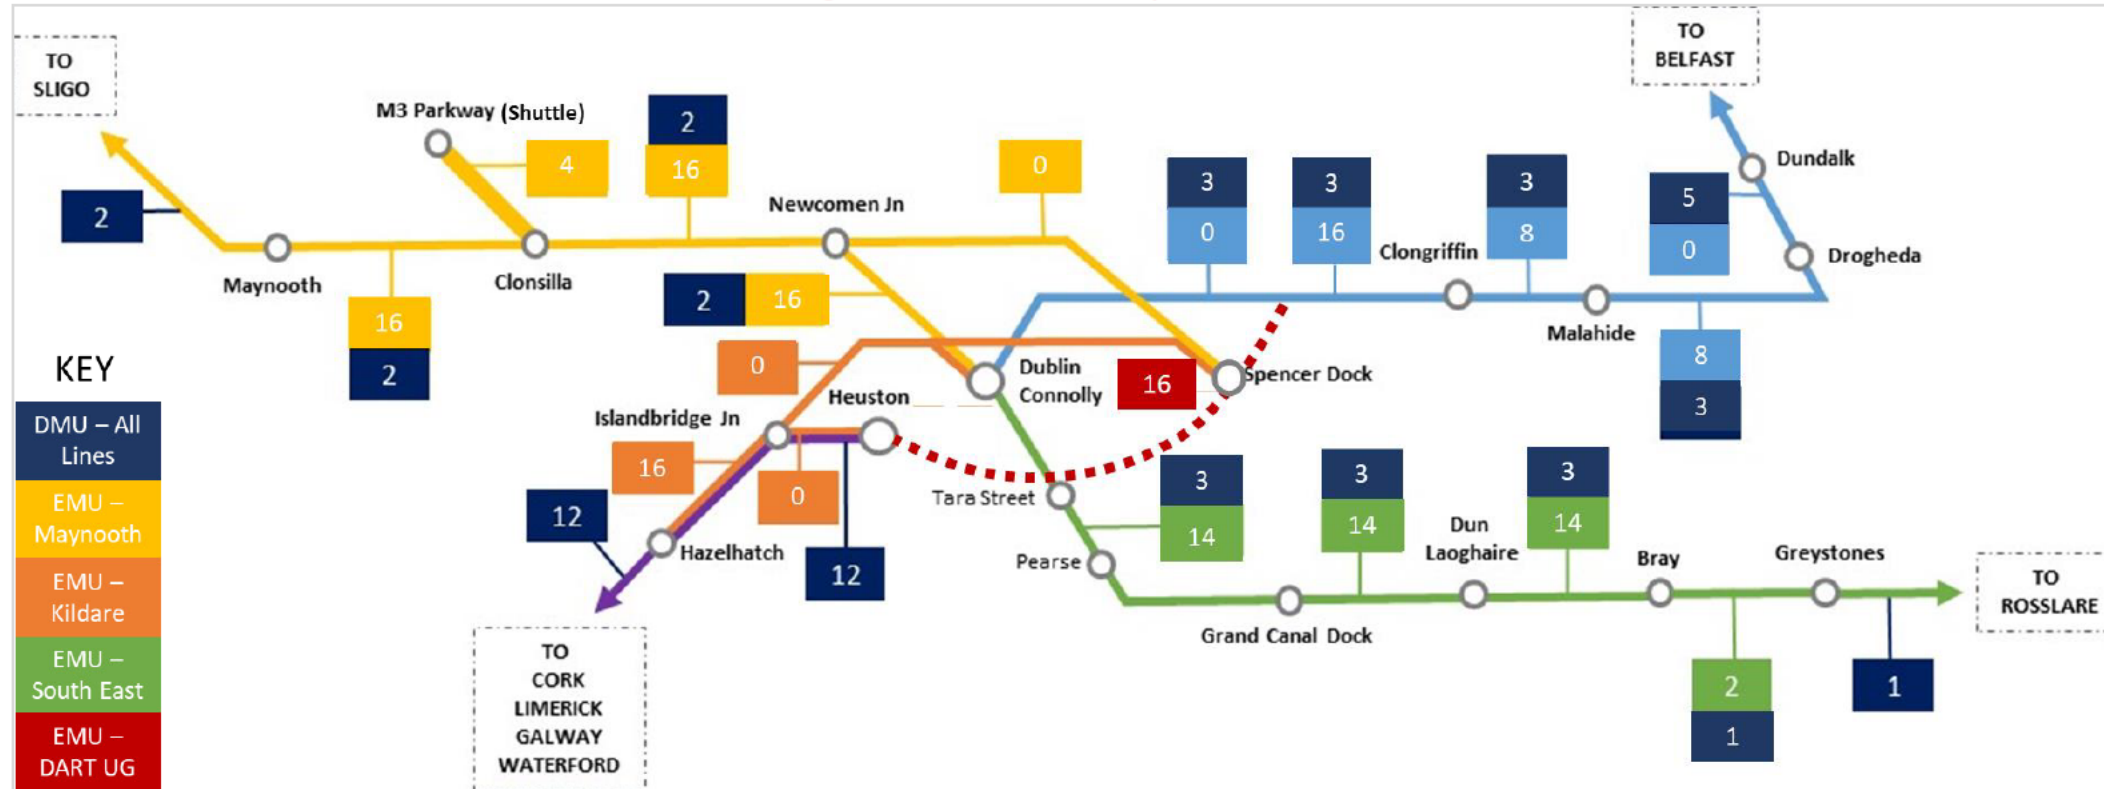 TO
SLIGO
TO
BELFAST
M3 Parkway (Shuttle)
4
2
16
0
3
0
3
16
3
8
5
0
Dundalk
Drogheda
2
Newcomen Jn
Clongriffin
Maynooth
Clonsilla
16
2
2
16
Malahide
8
3
0
Dublin
Connolly
16
Spencer Dock
Heuston
Islandbridge Jn
16
0
12
12
Hazelhatch
Tara Street
Pearse
3
14
3
14
3
14
Dun
Laoghaire
Bray
Greystones
Grand Canal Dock
2
1
1
TO
ROSSLARE
TO
CORK
LIMERICK
GALWAY
WATERFORD
KEY
DMU – All
Lines
EMU –
Maynooth
EMU –
Kildare
EMU –
South East
EMU –
DART UG